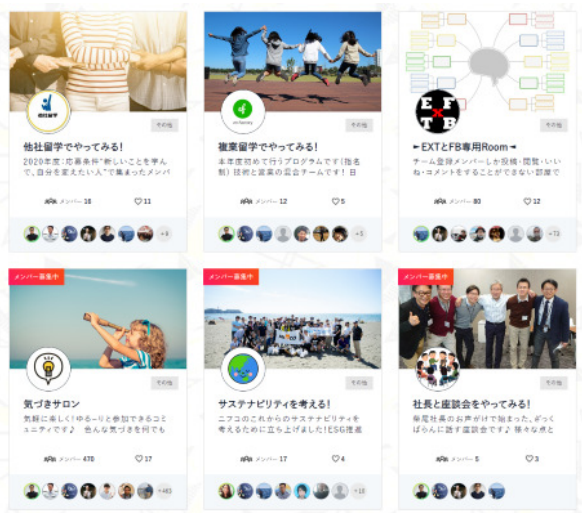 その他
他社留学でやってみる!
2020年度:応募条件"新しいことを学ん
で、自分を変えたい人"で集まったメンバ
メンバー 16
11
+8
その他
複業留学でやってみる!
本年度初めて行うプログラムです(指名
制) 技術と営業の混合チームです! 日
メンバー 12
5
+5
EXT
FB
その他
►EXTとFB専用Room◄
チーム登録メンバーしか投稿・閲覧・いい
ね・コメントをすることができない部屋で
メンバー 80
12
+73
メンバー募集中
その他
気づきサロン
気軽に楽しく!ゆる~りと参加できるコミ
ュニティです♪ 色んな気づきを何でも
メンバー 470
17
+463
メンバー募集中
その他
サステナビリティを考える!
ニフコのこれからのサステナビリティを
考えるために立ち上げました!ESG推進
メンバー 17
4
+10
メンバー募集中
その他
社長と座談会をやってみる!
柴尾社長のお声がけで始まった、ざっく
ばらんに話す座談会です♪ 様々な点と
メンバー 5
3